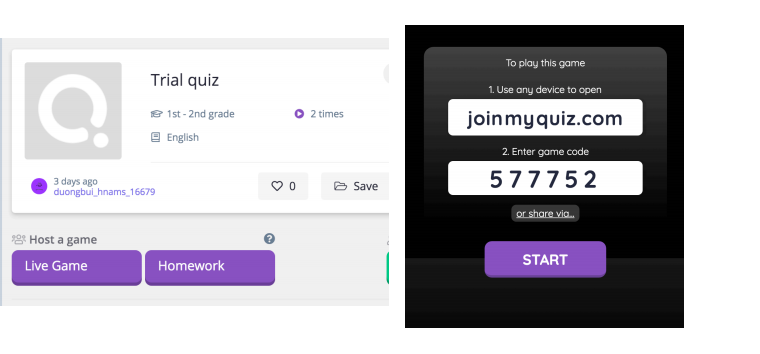 Trial quiz
1st - 2nd grade
2 times
English
3 days ago
duongbui_hnams_16679
0
Save
Host a game
?
Live Game
Homework
To play this game
1. Use any device to open
joinmyquiz.com
2. Enter game code
577752
or share via...
START